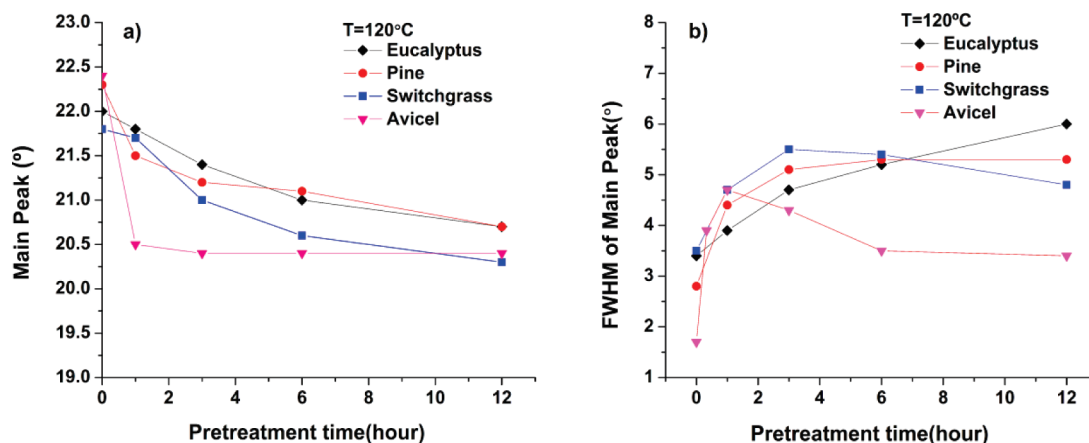 a)
T=120°C
Eucalyptus
Pine
Switchgrass
Avicel
Main Peak (º)
23.0
22.5
22.0
21.5
21.0
20.5
20.0
19.5
19.0
0 2 4 6 8 10 12
Pretreatment time(hour)
b)
T=120ºC
Eucalyptus
Pine
Switchgrass
Avicel
FWHM of Main Peak(°)
8
7
6
5
4
3
2
1
0 2 4 6 8 10 12
Pretreatment time(hour)